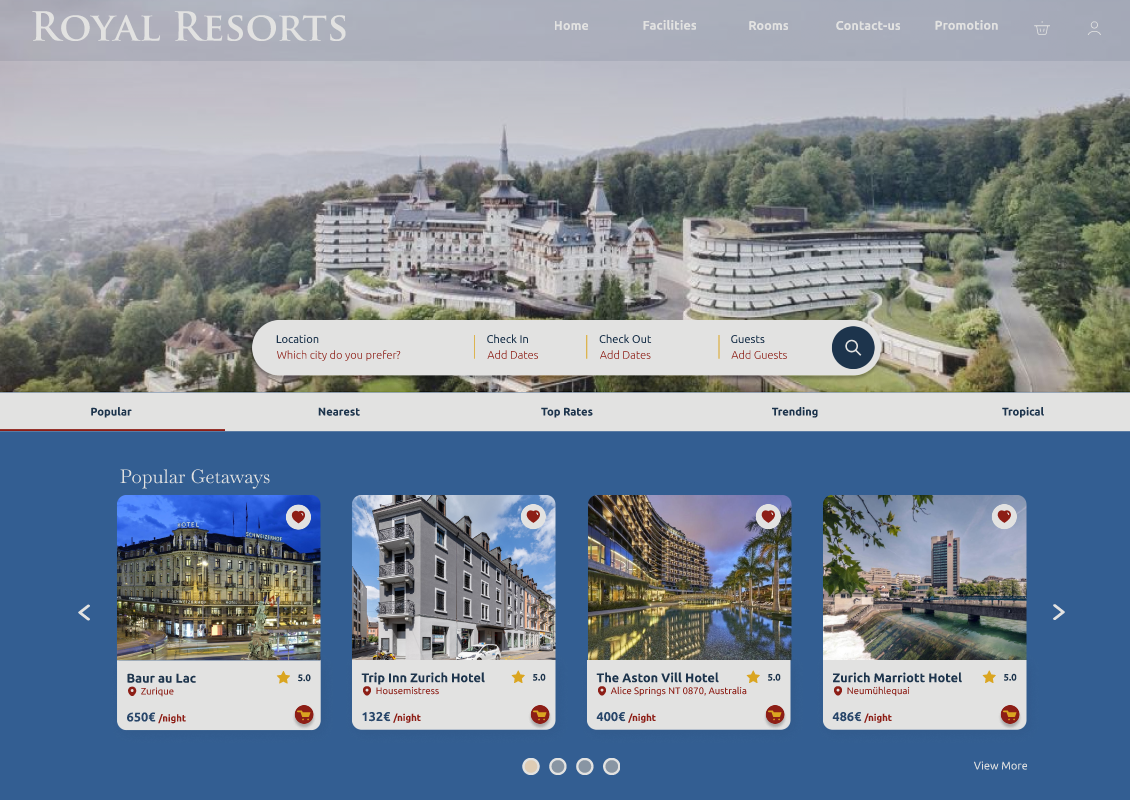 ROYAL RESORTS
Home Facilities Rooms Contact-us Promotion
Location Check In Check Out Guests
Which city do you prefer? Add Dates Add Dates Add Guests
Popular Nearest Top Rates Trending Tropical
Popular Getaways
HOTEL
SCHWEIZERHOF
Baur au Lac 5.0
Zurique
650€ /night
Trip Inn Zurich Hotel 5.0
Housemistress
132€ /night
The Aston Vill Hotel 5.0
Alice Springs NT 0870, Australia
400€ /night
Zurich Marriott Hotel 5.0
Neumühlequai
486€ /night
View More